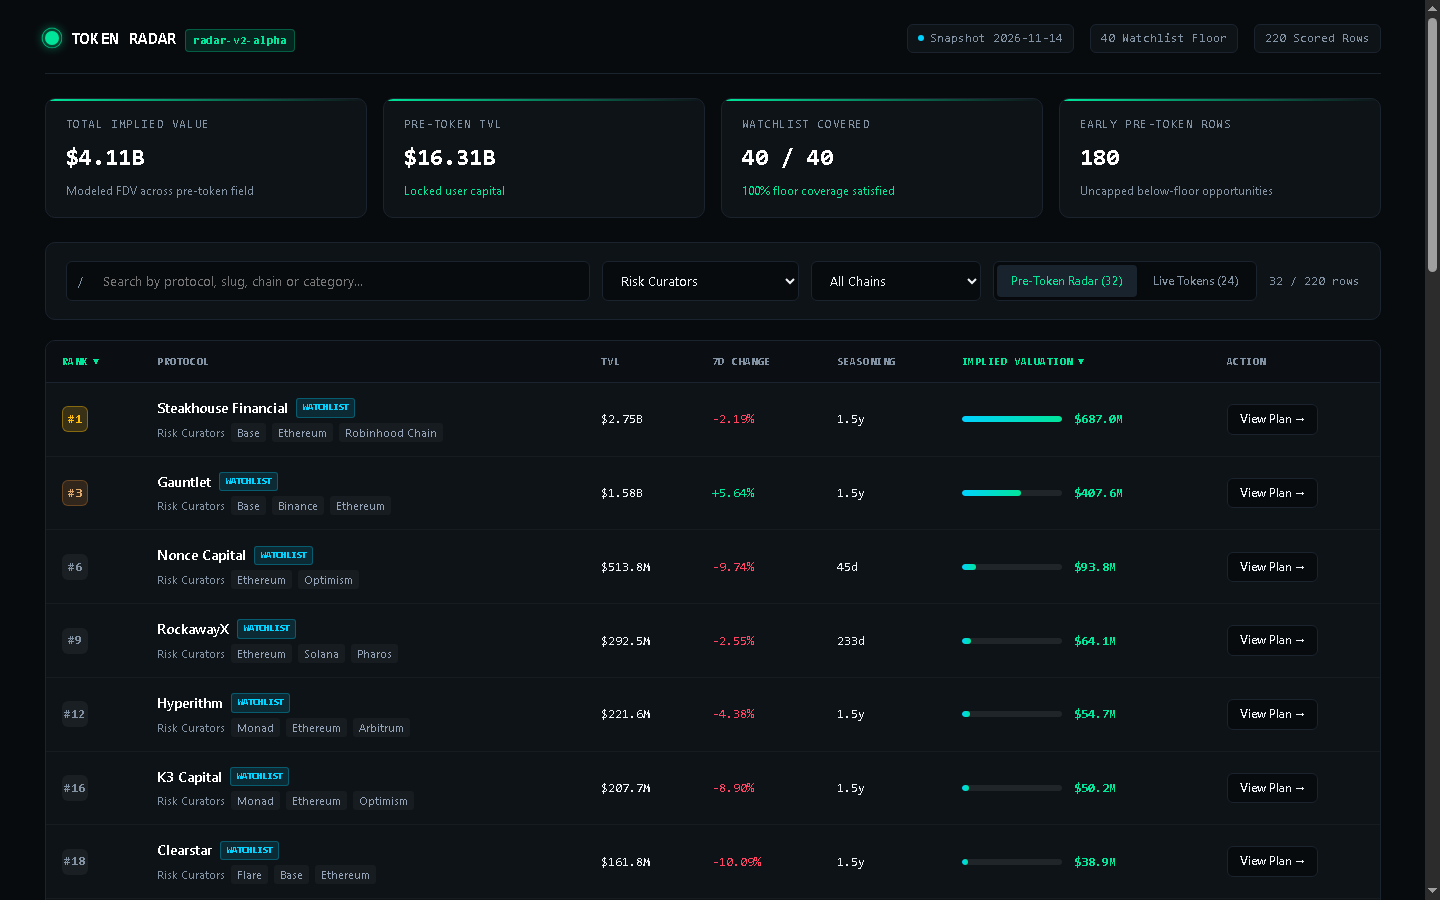 TOKEN RADAR radar-v2-alpha
Snapshot 2026-11-14
40 Watchlist Floor
220 Scored Rows
TOTAL IMPLIED VALUE
$4.11B
Modeled FDV across pre-token field
PRE-TOKEN TVL
$16.31B
Locked user capital
WATCHLIST COVERED
40 / 40
100% floor coverage satisfied
EARLY PRE-TOKEN ROWS
180
Uncapped below-floor opportunities
/ Search by protocol, slug, chain or category...
Risk Curators
All Chains
Pre-Token Radar (32)
Live Tokens (24)
32 / 220 rows
RANK ▼ PROTOCOL TVL 7D CHANGE SEASONING IMPLIED VALUATION ▼ ACTION
#1 Steakhouse Financial WATCHLIST
Risk Curators Base Ethereum Robinhood Chain
$2.75B -2.19% 1.5y $687.0M View Plan →
#3 Gauntlet WATCHLIST
Risk Curators Base Binance Ethereum
$1.58B +5.64% 1.5y $407.6M View Plan →
#6 Nonce Capital WATCHLIST
Risk Curators Ethereum Optimism
$513.8M -9.74% 45d $93.8M View Plan →
#9 RockawayX WATCHLIST
Risk Curators Ethereum Solana Pharos
$292.5M -2.55% 233d $64.1M View Plan →
#12 Hyperithm WATCHLIST
Risk Curators Monad Ethereum Arbitrum
$221.6M -4.38% 1.5y $54.7M View Plan →
#16 K3 Capital WATCHLIST
Risk Curators Monad Ethereum Optimism
$207.7M -8.90% 1.5y $50.2M View Plan →
#18 Clearstar WATCHLIST
Risk Curators Flare Base Ethereum
$161.8M -10.09% 1.5y $38.9M View Plan →